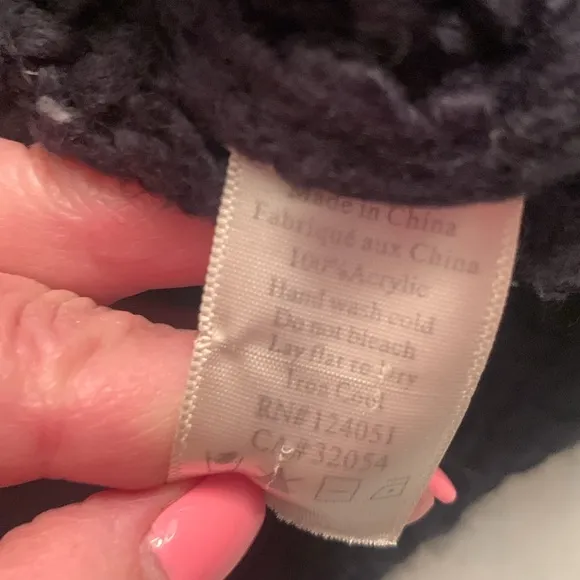 Made in China
Fabriqué aux China
100%Acrylic
Hand wash cold
Do not bleach
Lay flat to Dry
Iron Cool
RN#124051
CA#32054